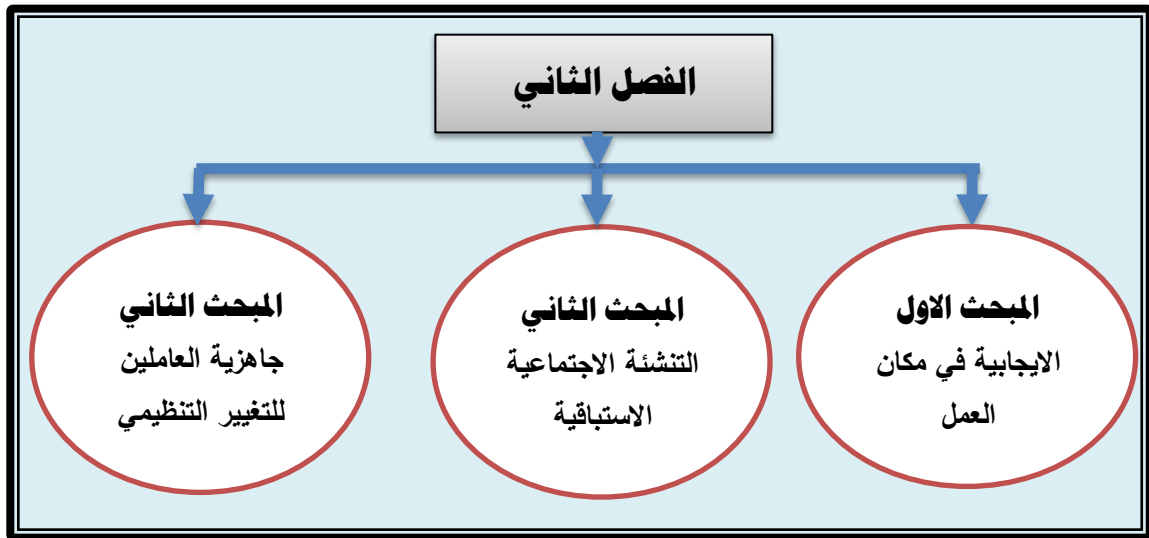 الفصل الثاني
المبحث الاول
الايجابية في مكان
العمل
المبحث الثاني
التنشئة الاجتماعية
الاستباقية
المبحث الثاني
جاهزية العاملين
للتغيير التنظيمي